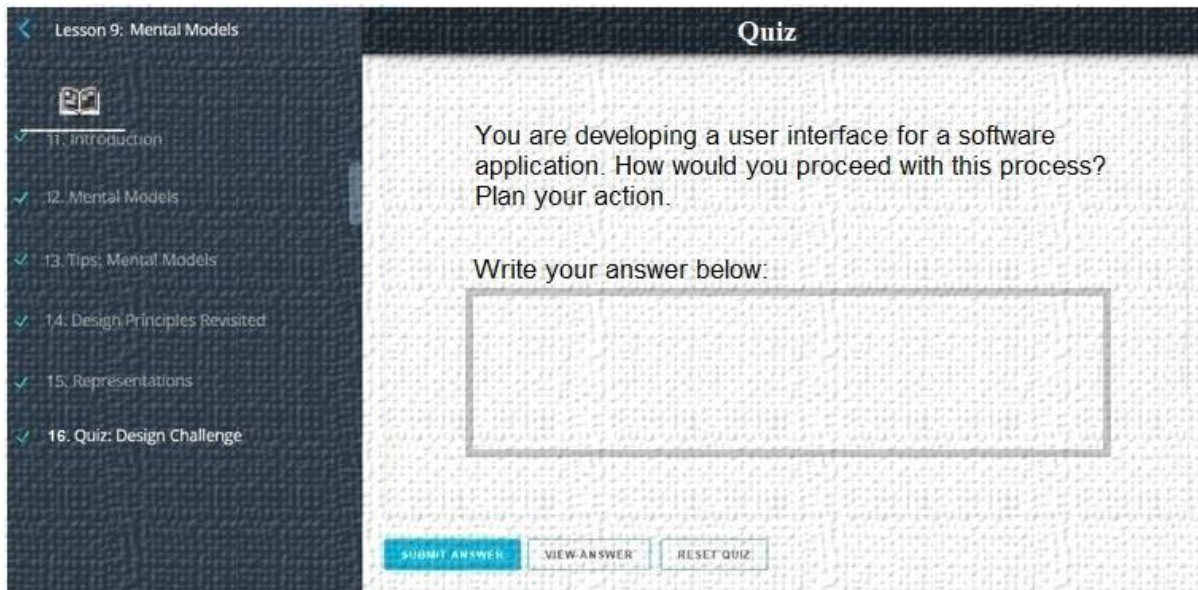 Lesson 9: Mental Models
Quiz
11. Introduction
12. Mental Models
13. Tips: Mental Models
14. Design Principles Revisited
15. Representations
16. Quiz: Design Challenge
You are developing a user interface for a software
application. How would you proceed with this process?
Plan your action.
Write your answer below:
SUBMIT ANSWER
VIEW ANSWER
RESET QUIZ